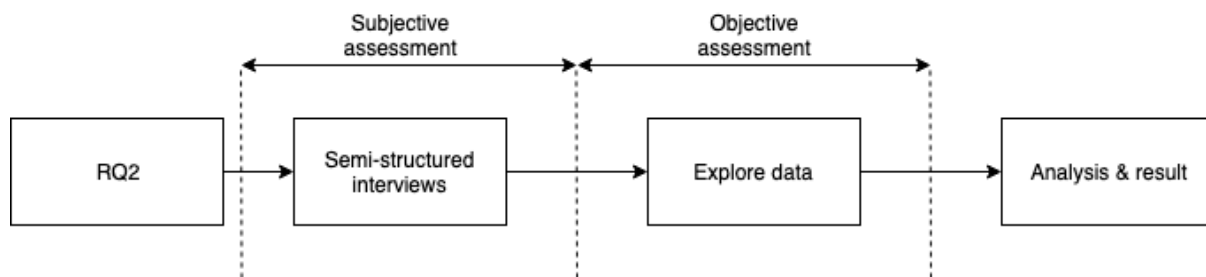 Subjective
assessment
Objective
assessment
RQ2
Semi-structured
interviews
Explore data
Analysis & result